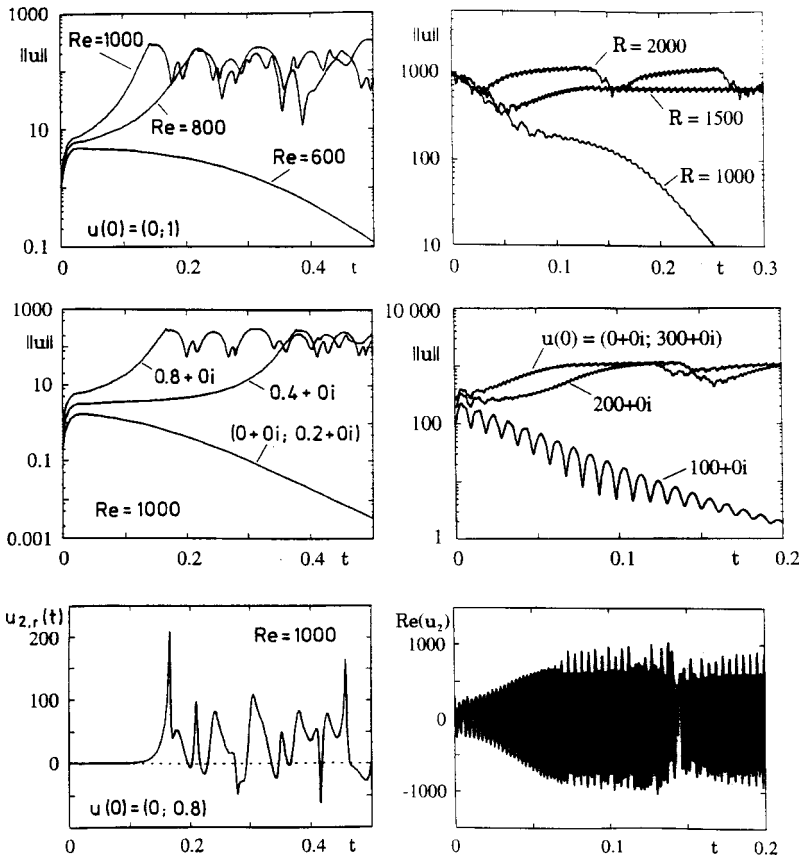 1000
||u||
10
0.1
Re=1000
Re=800
Re=600
u(0)=(0;1)
0
0.2
0.4
t
||u||
1000
100
10
R = 2000
R = 1500
R = 1000
0
0.1
t
0.2
0.3
1000
||u||
10
0.1
0.001
0.8+0i
0.4+0i
(0+0i; 0.2+0i)
Re=1000
0
0.2
0.4
t
10 000
||u||
100
1
u(0) = (0+0i; 300+0i)
200+0i
100+0i
0
0.1
t
0.2
u2,r(t)
200
100
0
Re=1000
u(0)=(0; 0.8)
0
0.2
0.4
t
Re(u2)
1000
0
-1000
0
0.1
t
0.2